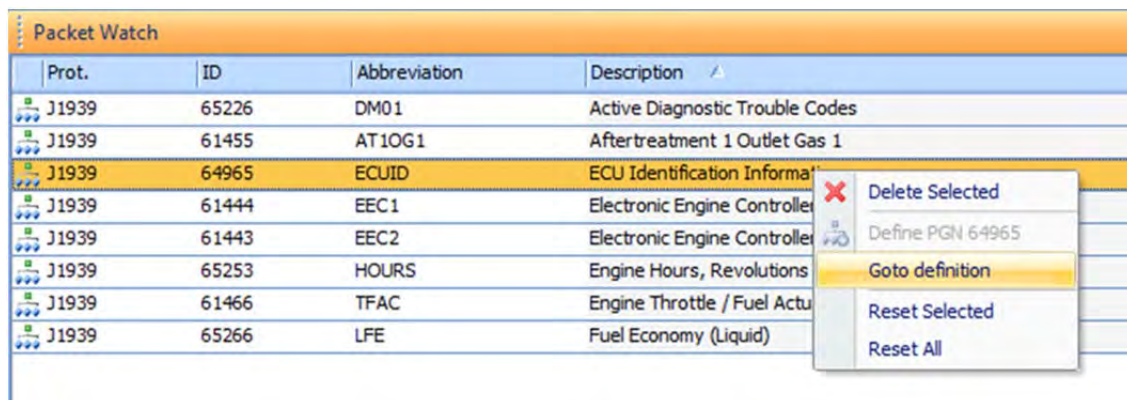 Packet Watch
Prot. ID Abbreviation Description
J1939 65226 DM01 Active Diagnostic Trouble Codes
J1939 61455 AT1OG1 Aftertreatment 1 Outlet Gas 1
J1939 64965 ECUID ECU Identification Informati
J1939 61444 EEC1 Electronic Engine Controller
J1939 61443 EEC2 Electronic Engine Controller
J1939 65253 HOURS Engine Hours, Revolutions
J1939 61466 TFAC Engine Throttle / Fuel Actu
J1939 65266 LFE Fuel Economy (Liquid)
Delete Selected
Define PGN 64965
Goto definition
Reset Selected
Reset All